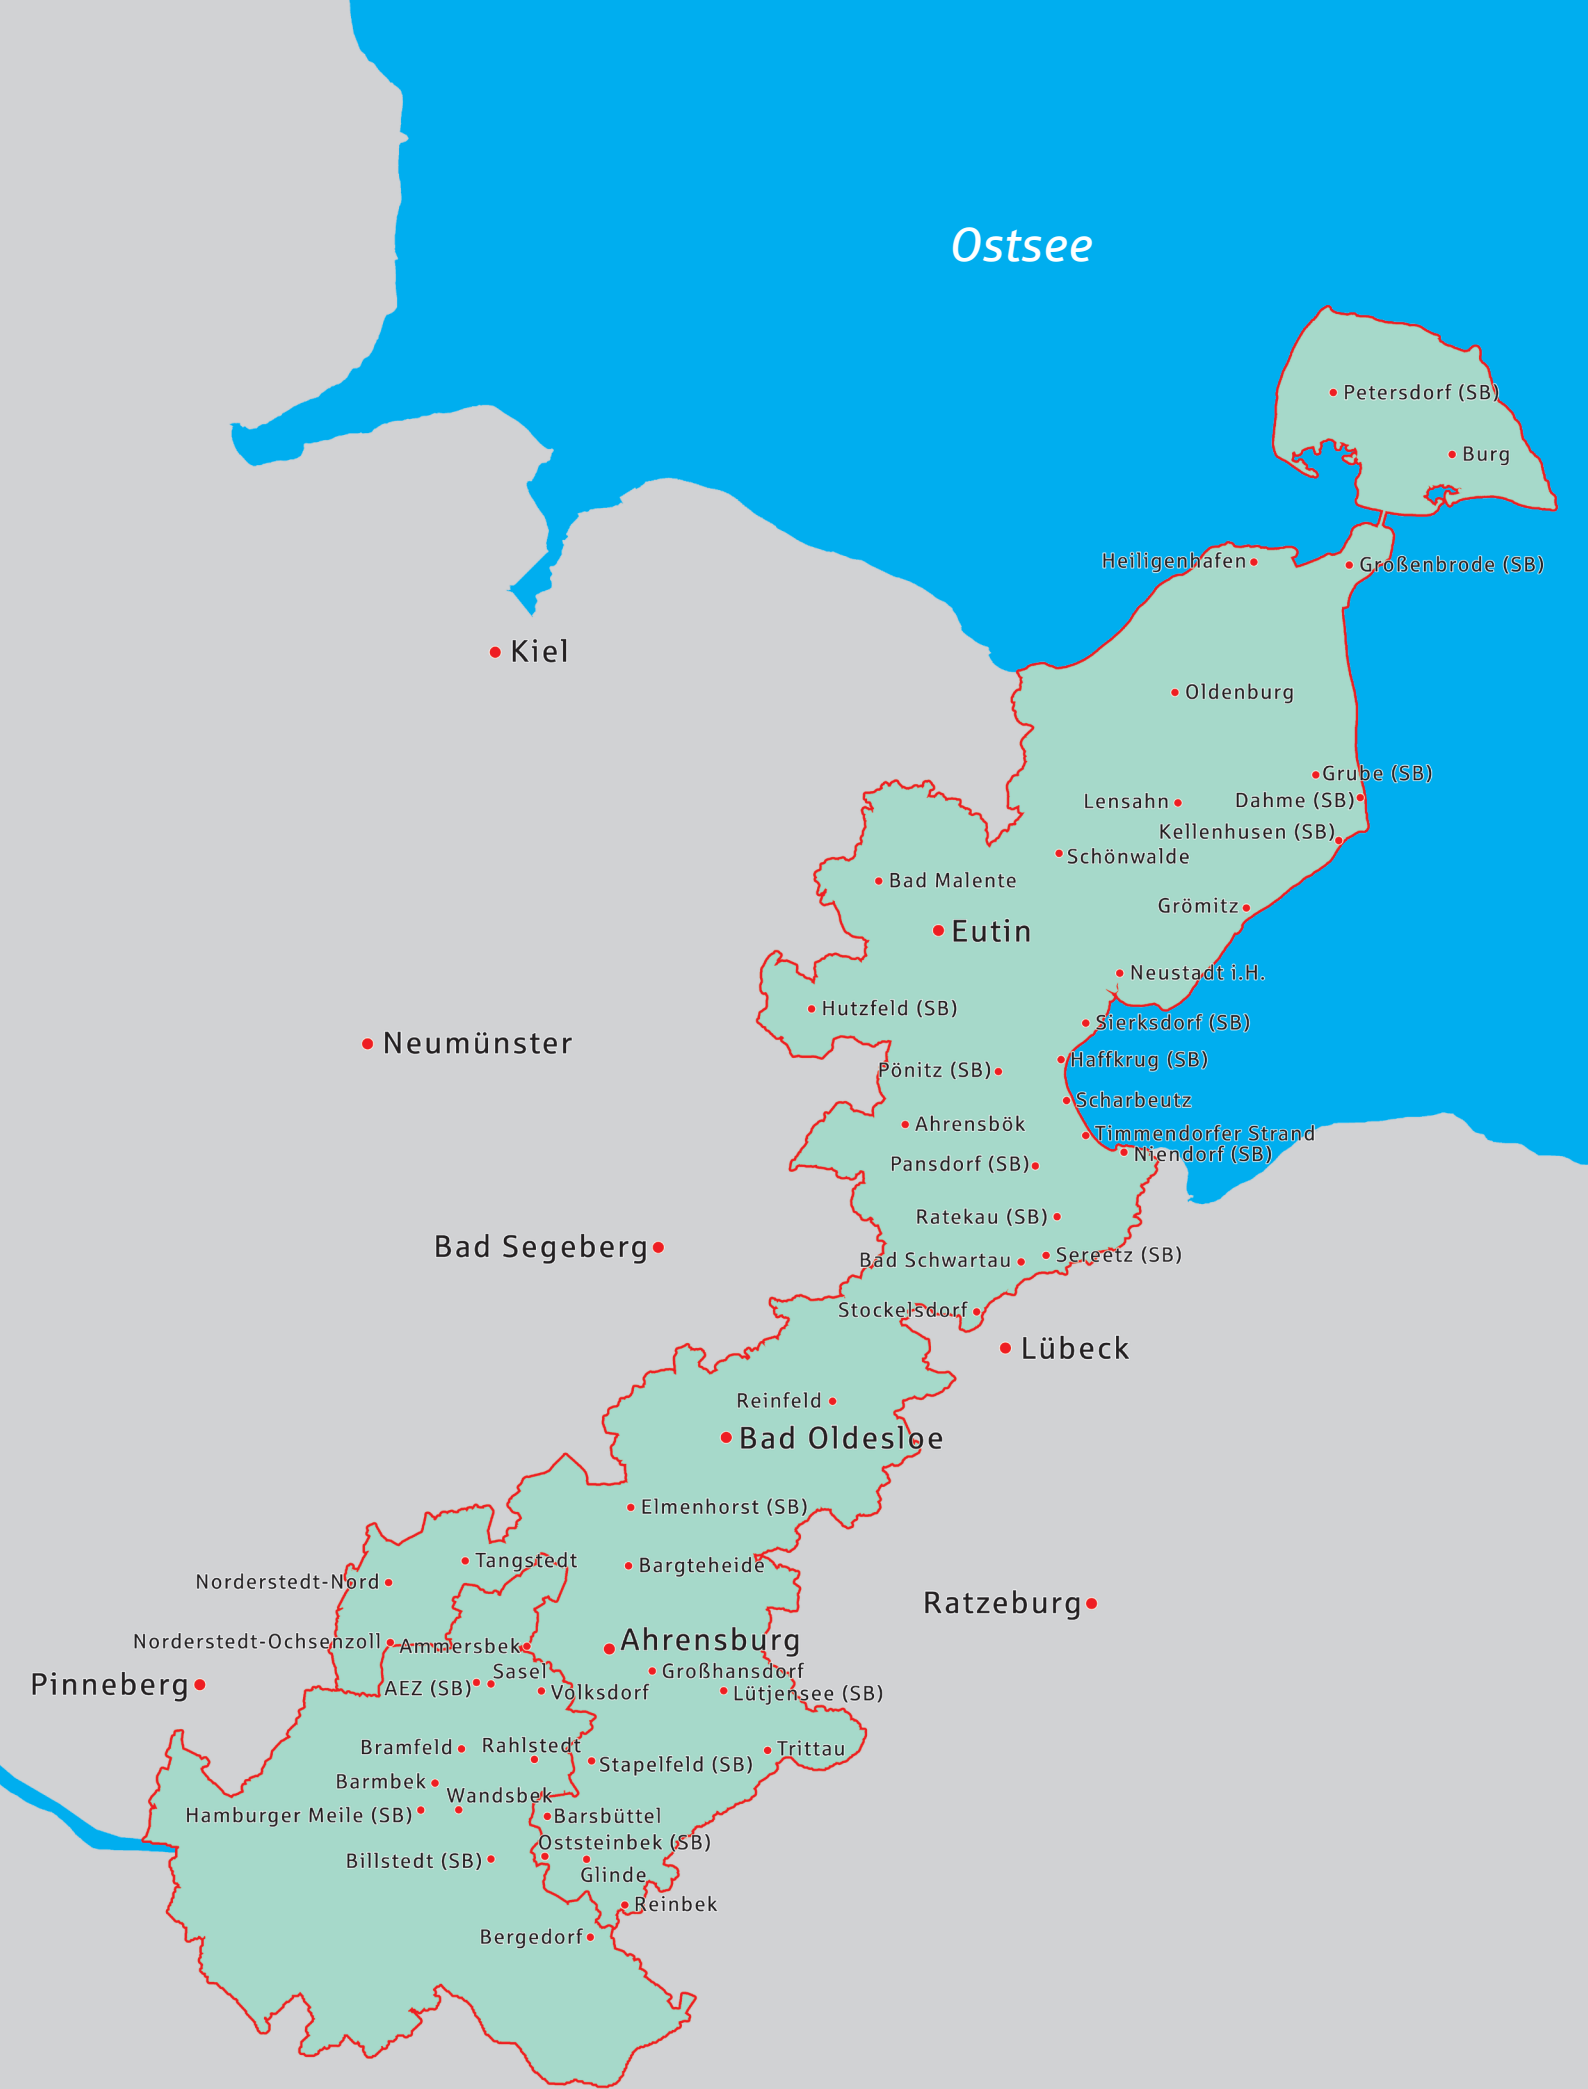 Ostsee
Petersdorf (SB)
Burg
Heiligenhafen
Großenbrode (SB)
Kiel
Oldenburg
Grube (SB)
Lensahn
Dahme (SB)
Kellenhusen (SB)
Schönwalde
Bad Malente
Grömitz
Eutin
Neustadt i.H.
Hutzfeld (SB)
Sierksdorf (SB)
Neumünster
Haffkrug (SB)
Pönitz (SB)
Scharbeutz
Ahrensbök
Timmendorfer Strand
Niendorf (SB)
Pansdorf (SB)
Ratekau (SB)
Bad Segeberg
Sereetz (SB)
Bad Schwartau
Stockelsdorf
Lübeck
Reinfeld
Bad Oldesloe
Elmenhorst (SB)
Tangstedt
Bargteheide
Norderstedt-Nord
Ratzeburg
Norderstedt-Ochsenzoll
Ammersbek
Ahrensburg
Sasel
Großhansdorf
Pinneberg
AEZ (SB)
Volksdorf
Lütjensee (SB)
Bramfeld
Rahlstedt
Trittau
Stapelfeld (SB)
Barmbek
Wandsbek
Hamburger Meile (SB)
Barsbüttel
Oststeinbek (SB)
Billstedt (SB)
Glinde
Reinbek
Bergedorf